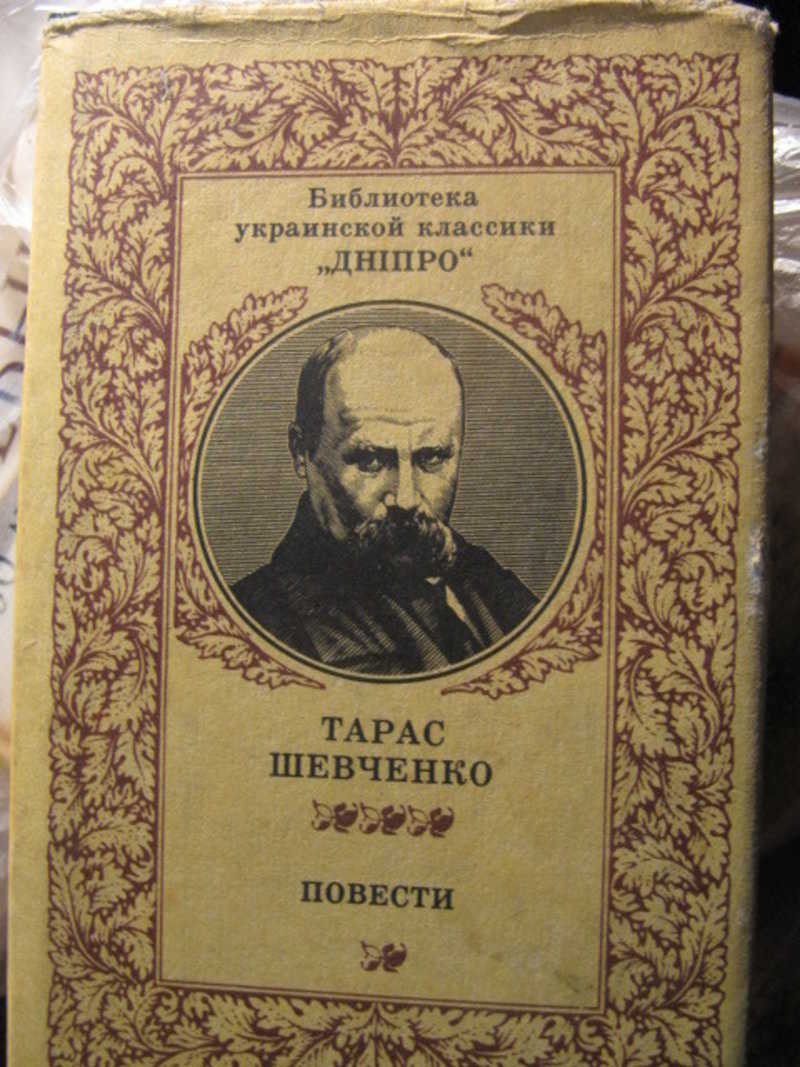 Библиотека
украинской классики
„ДНІПРО“
ТАРАС
ШЕВЧЕНКО
ПОВЕСТИ